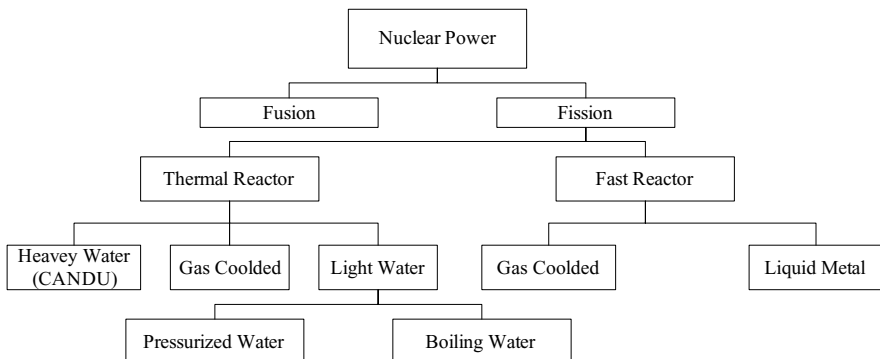 Nuclear Power
Fusion
Fission
Thermal Reactor
Fast Reactor
Heavey Water
(CANDU)
Gas Coolded
Light Water
Gas Coolded
Liquid Metal
Pressurized Water
Boiling Water